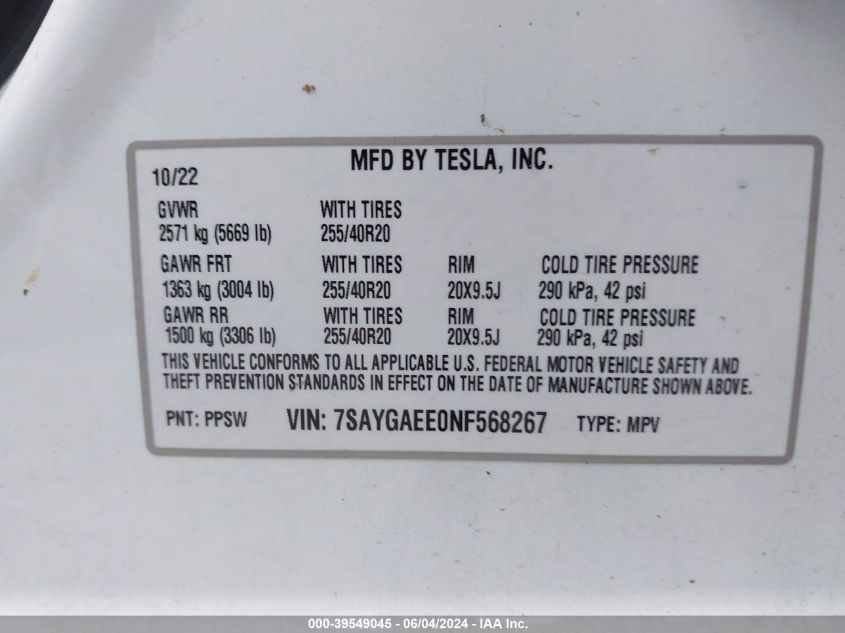 MFD BY TESLA, INC.
10/22
GVWR WITH TIRES
2571 kg (5669 lb) 255/40R20
GAWR FRT WITH TIRES RIM COLD TIRE PRESSURE
1363 kg (3004 lb) 255/40R20 20X9.5J 290 kPa, 42 psi
GAWR RR WITH TIRES RIM COLD TIRE PRESSURE
1500 kg (3306 lb) 255/40R20 20X9.5J 290 kPa, 42 psi
THIS VEHICLE CONFORMS TO ALL APPLICABLE U.S. FEDERAL MOTOR VEHICLE SAFETY AND
THEFT PREVENTION STANDARDS IN EFFECT ON THE DATE OF MANUFACTURE SHOWN ABOVE.
PNT: PPSW VIN: 7SAYGAEE0NF568267 TYPE: MPV
000-39549045 - 06/04/2024 - IAA Inc.